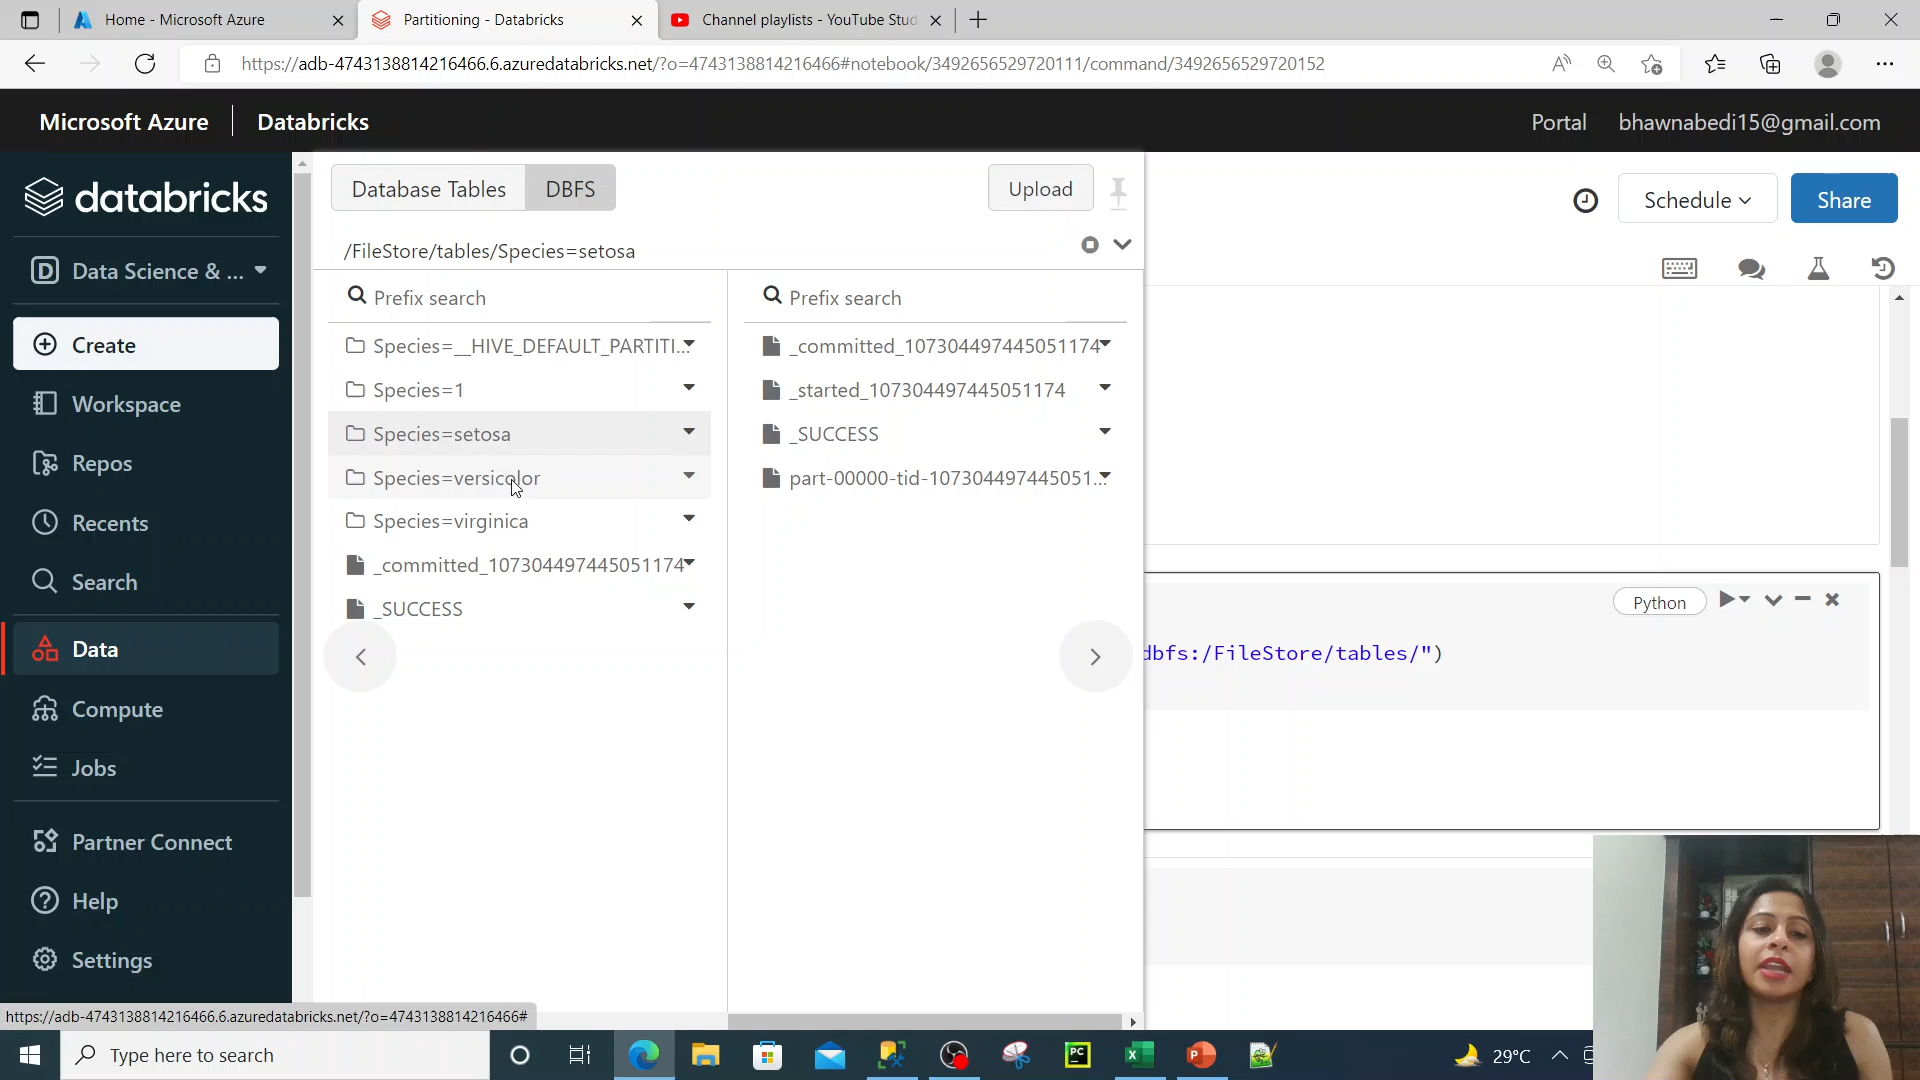 Home - Microsoft Azure
Partitioning - Databricks
Channel playlists - YouTube Stud
https://adb-4743138814216466.6.azuredatabricks.net/?o=4743138814216466#notebook/3492656529720111/command/3492656529720152
Microsoft Azure
Databricks
Portal
bhawnabedi15@gmail.com
databricks
Data Science & ...
Create
Workspace
Repos
Recents
Search
Data
Compute
Jobs
Partner Connect
Help
Settings
Database Tables
DBFS
Upload
/FileStore/tables/Species=setosa
Prefix search
Species=__HIVE_DEFAULT_PARTITI...
Species=1
Species=setosa
Species=versicolor
Species=virginica
_committed_107304497445051174
_SUCCESS
Prefix search
_committed_107304497445051174
_started_107304497445051174
_SUCCESS
part-00000-tid-107304497445051...
Schedule
Share
Python
dbfs:/FileStore/tables/")
https://adb-4743138814216466.6.azuredatabricks.net/?o=4743138814216466#
Type here to search
PC
29°C